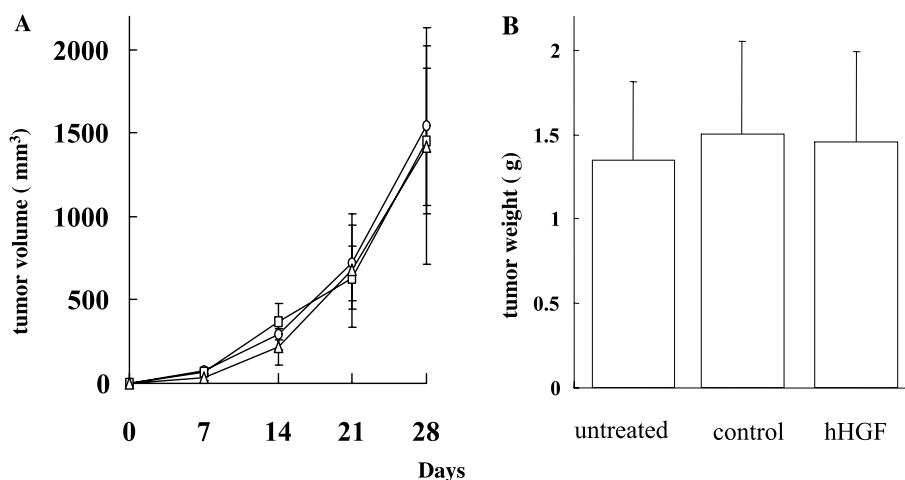 A
tumor volume ( mm³)
2000
1500
1000
500
0
0 7 14 21 28
Days
B
tumor weight ( g)
2
1.5
1
0.5
0
untreated control hHGF